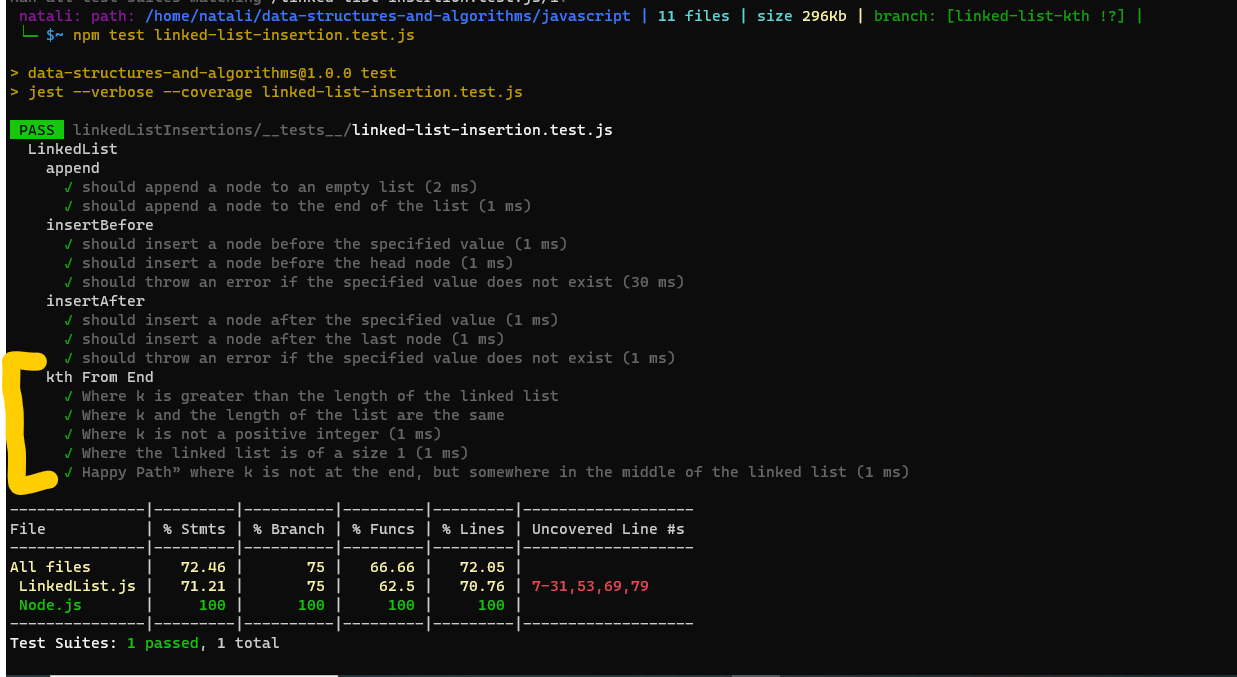 natali: path: /home/natali/data-structures-and-algorithms/javascript | 11 files | size 296Kb | branch: [linked-list-kth !?] |
└─ $~ npm test linked-list-insertion.test.js
> data-structures-and-algorithms@1.0.0 test
> jest --verbose --coverage linked-list-insertion.test.js
PASS linkedListInsertions/__tests__/linked-list-insertion.test.js
LinkedList
append
√ should append a node to an empty list (2 ms)
√ should append a node to the end of the list (1 ms)
insertBefore
√ should insert a node before the specified value (1 ms)
√ should insert a node before the head node (1 ms)
√ should throw an error if the specified value does not exist (30 ms)
insertAfter
√ should insert a node after the specified value (1 ms)
√ should insert a node after the last node (1 ms)
√ should throw an error if the specified value does not exist (1 ms)
kth From End
√ Where k is greater than the length of the linked list
√ Where k and the length of the list are the same
√ Where k is not a positive integer (1 ms)
√ Where the linked list is of a size 1 (1 ms)
√ Happy Path” where k is not at the end, but somewhere in the middle of the linked list (1 ms)
---------------|---------|----------|---------|---------|-------------------
File | % Stmts | % Branch | % Funcs | % Lines | Uncovered Line #s
---------------|---------|----------|---------|---------|-------------------
All files | 72.46 | 75 | 66.66 | 72.05 |
LinkedList.js | 71.21 | 75 | 62.5 | 70.76 | 7-31,53,69,79
Node.js | 100 | 100 | 100 | 100 |
---------------|---------|----------|---------|---------|-------------------
Test Suites: 1 passed, 1 total